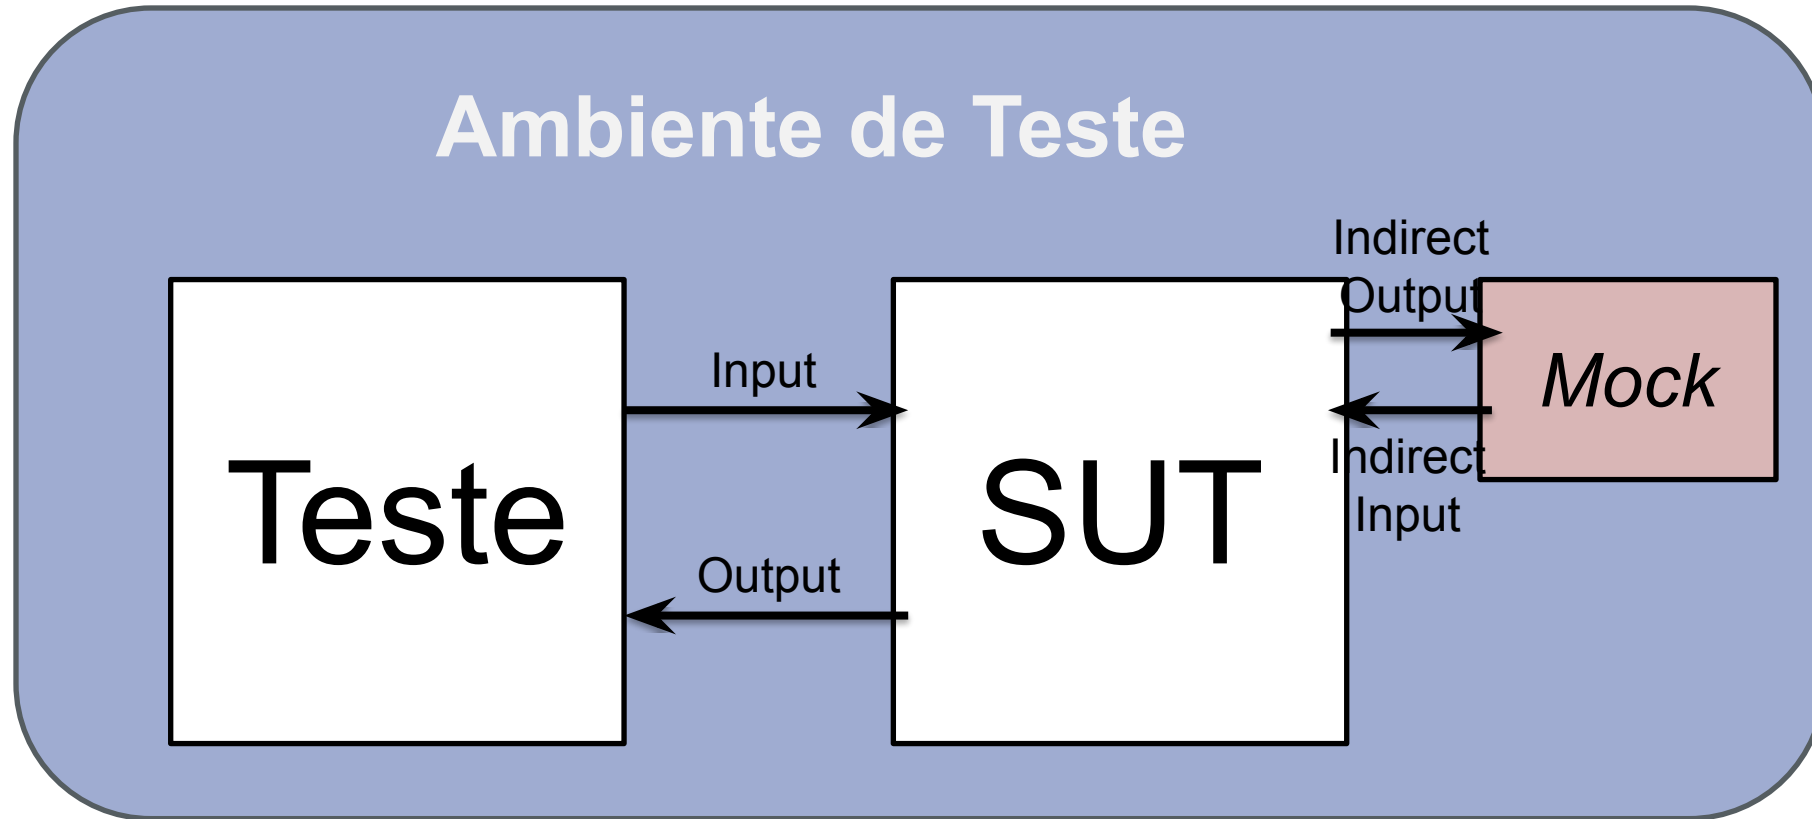 Ambiente de Teste
Teste
Input
Output
SUT
Indirect
Output
Indirect
Input
Mock